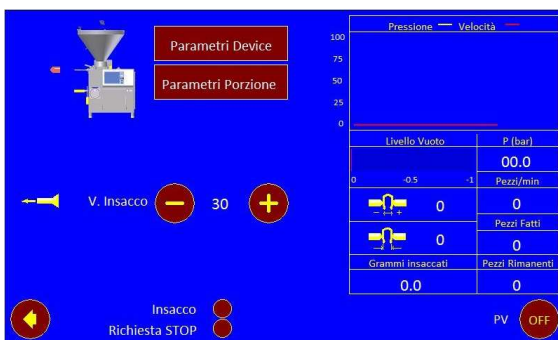 Parametri Device
Parametri Porzione
V. Insacco
30
Insacco
Richiesta STOP
Pressione
Velocità
100
75
50
25
0
Livello Vuoto
0 -0.5 -1
P (bar)
00.0
Pezzi/min
0
0
Pezzi Fatti
0
0
Grammi insaccati
0.0
Pezzi Rimanenti
0
PV
OFF